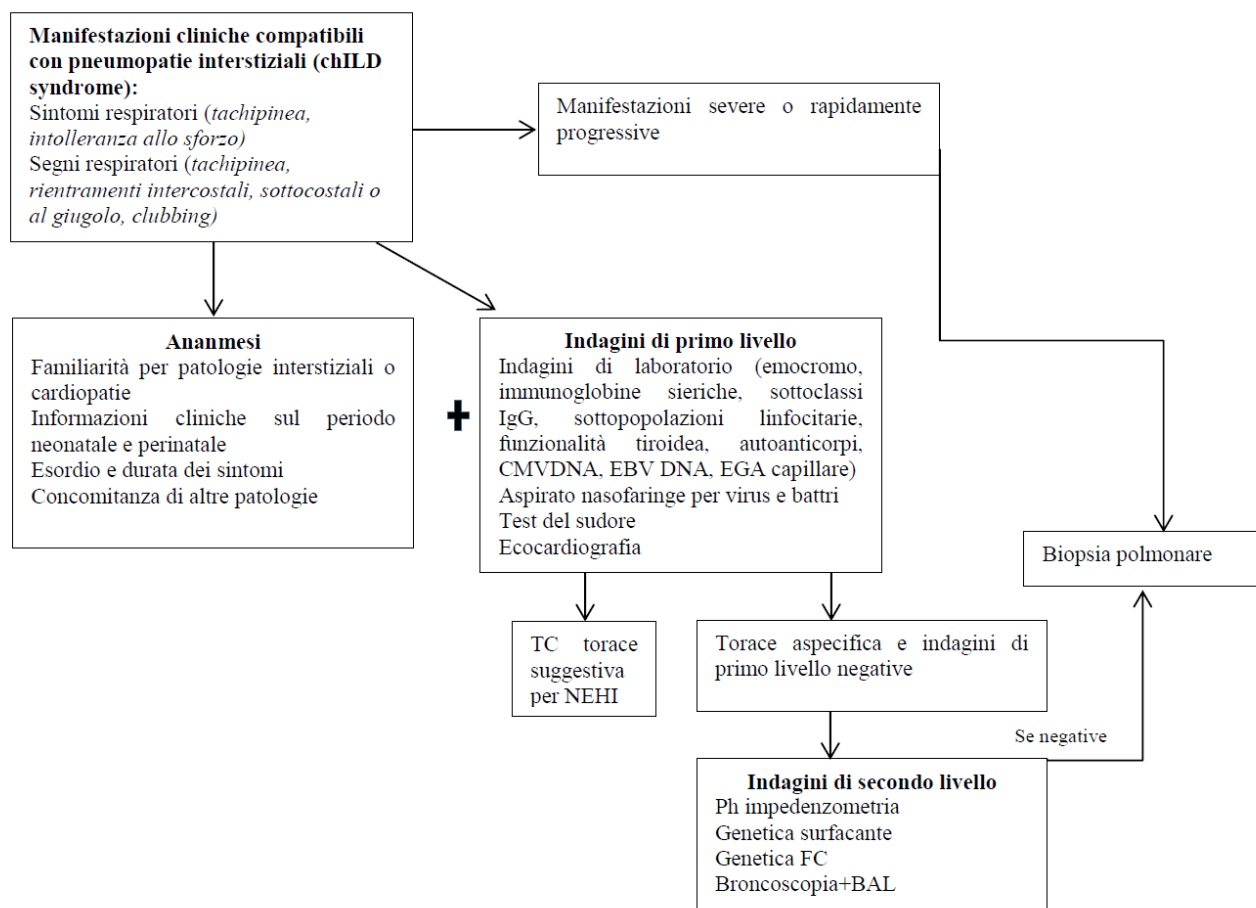 Manifestazioni cliniche compatibili
con pneumopatie interstiziali (chILD
syndrome):
Sintomi respiratori (tachipinea,
intolleranza allo sforzo)
Segni respiratori (tachipinea,
rientramenti intercostali, sottocostali o
al giugolo, clubbing)
Manifestazioni severe o rapidamente
progressive
Ananmesi
Familiarità per patologie interstiziali o
cardiopatie
Informazioni cliniche sul periodo
neonatale e perinatale
Esordio e durata dei sintomi
Concomitanza di altre patologie
+
Indagini di primo livello
Indagini di laboratorio (emocromo,
immunoglobine sieriche, sottoclassi
IgG, sottopopolazioni linfocitarie,
funzionalità tiroidea, autoanticorpi,
CMVDNA, EBV DNA, EGA capillare)
Aspirato nasofaringe per virus e battri
Test del sudore
Ecocardiografia
Biopsia polmonare
TC torace
suggestiva
per NEHI
Torace aspecifica e indagini di
primo livello negative
Se negative
Indagini di secondo livello
Ph impedenzometria
Genetica surfacante
Genetica FC
Broncoscopia+BAL